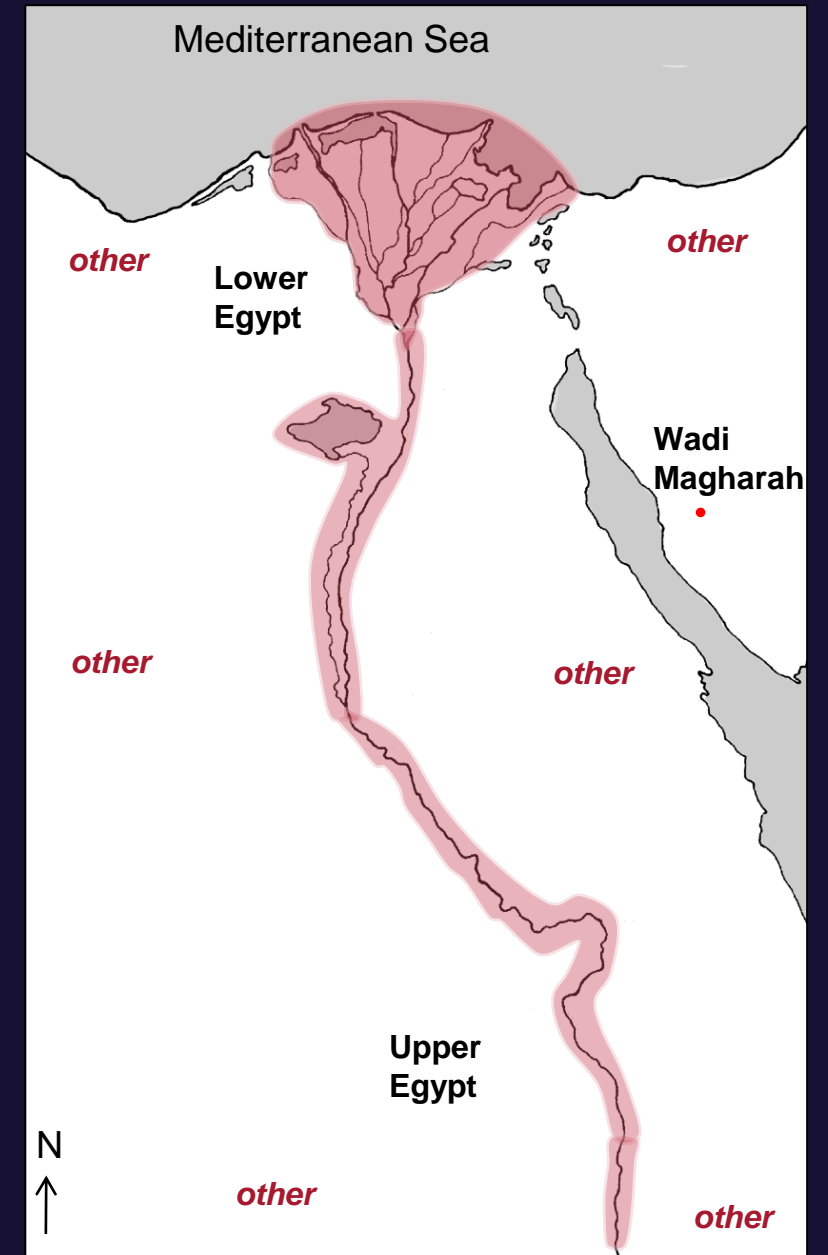 Mediterranean Sea
other
other
Lower
Egypt
Wadi
Magharah
other
other
Upper
Egypt
N
other
other